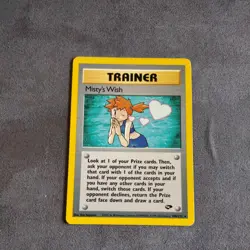 TRAINER
Misty's Wish
Look at 1 of your Prize cards. Then,
ask your opponent if you may switch
that card with 1 of the cards in your
hand. If your opponent accepts and if
you have any other cards in your
hand, switch those cards. If your
opponent declines, return the Prize
card face down and draw a card.